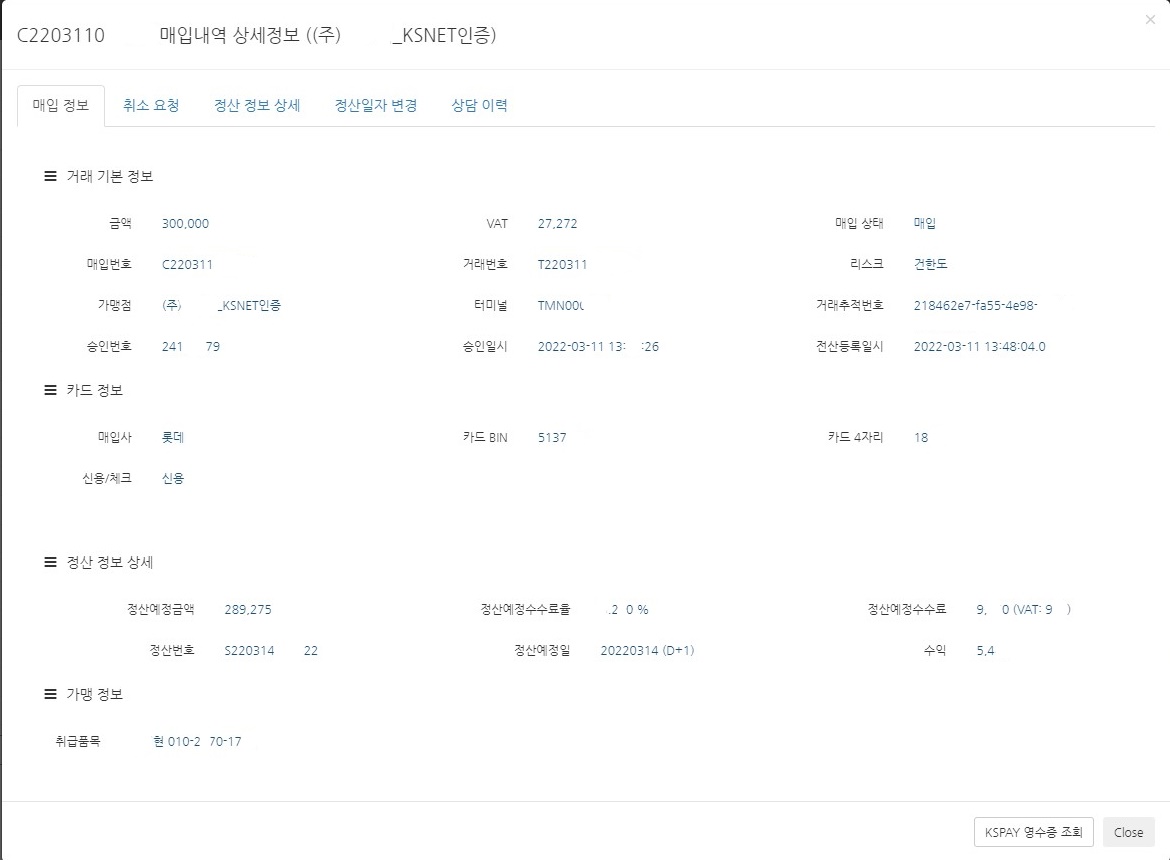 C2203110 매입내역 상세정보 ((주) _KSNET인증) ×
매입 정보 취소 요청 정산 정보 상세 정산일자 변경 상담 이력
거래 기본 정보
금액 300,000 VAT 27,272 매입 상태 매입
매입번호 C220311 거래번호 T220311 리스크 건한도
가맹점 (주) _KSNET인증 터미널 TMN00 거래추적번호 218462e7-fa55-4e98-
승인번호 241 79 승인일시 2022-03-11 13: :26 전산등록일시 2022-03-11 13:48:04.0
카드 정보
매입사 롯데 카드 BIN 5137 카드 4자리 18
신용/체크 신용
정산 정보 상세
정산예정금액 289,275 정산예정수수료율 .2 0 % 정산예정수수료 9, 0 (VAT: 9 )
정산번호 S220314 22 정산예정일 20220314 (D+1) 수익 5,4
가맹 정보
취급품목 현 010-2 70-17
KSPAY 영수증 조회 Close